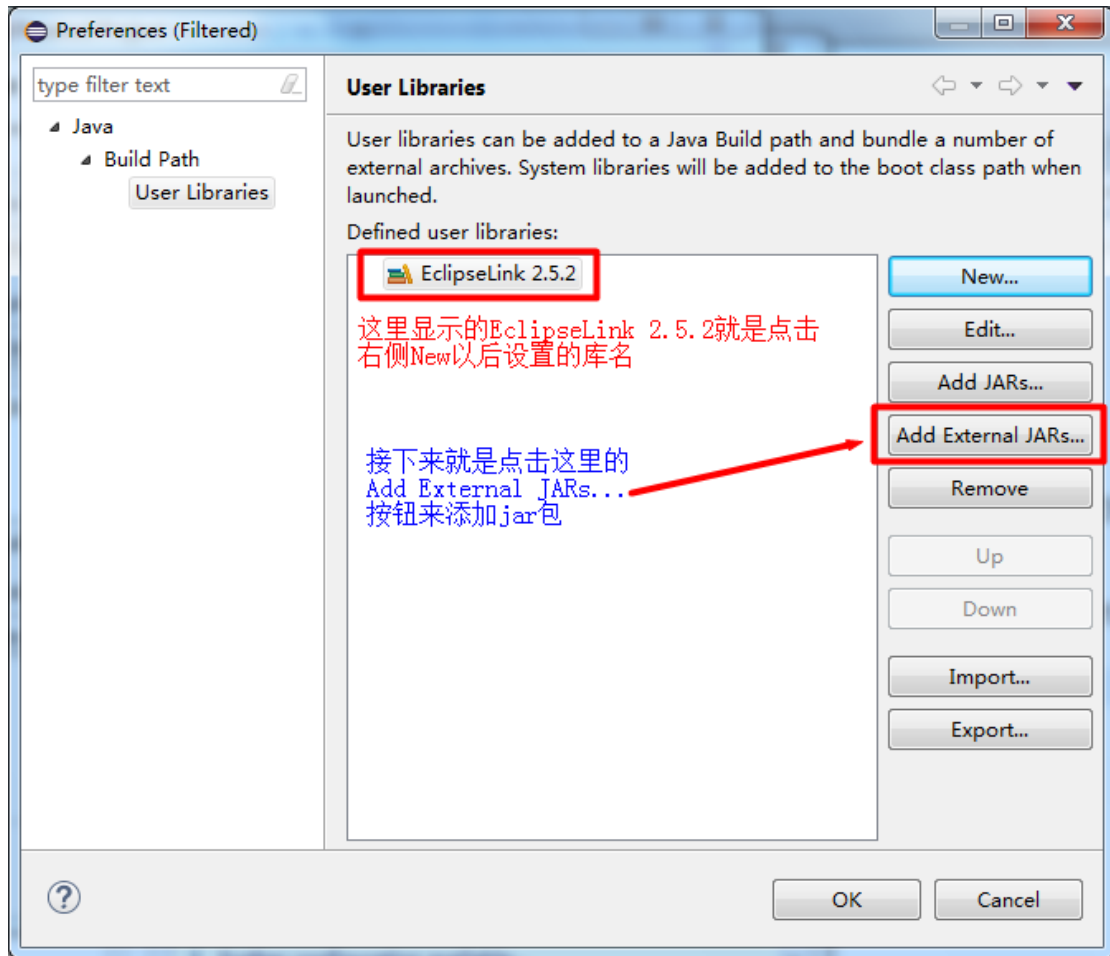 Preferences (Filtered)
type filter text
Java
Build Path
User Libraries
User Libraries
User libraries can be added to a Java Build path and bundle a number of
external archives. System libraries will be added to the boot class path when
launched.
Defined user libraries:
EclipseLink 2.5.2
这里显示的EclipseLink 2.5.2就是点击
右侧New以后设置的库名
接下来就是点击这里的
Add External JARs...
按钮来添加jar包
New...
Edit...
Add JARs...
Add External JARs...
Remove
Up
Down
Import...
Export...
OK
Cancel